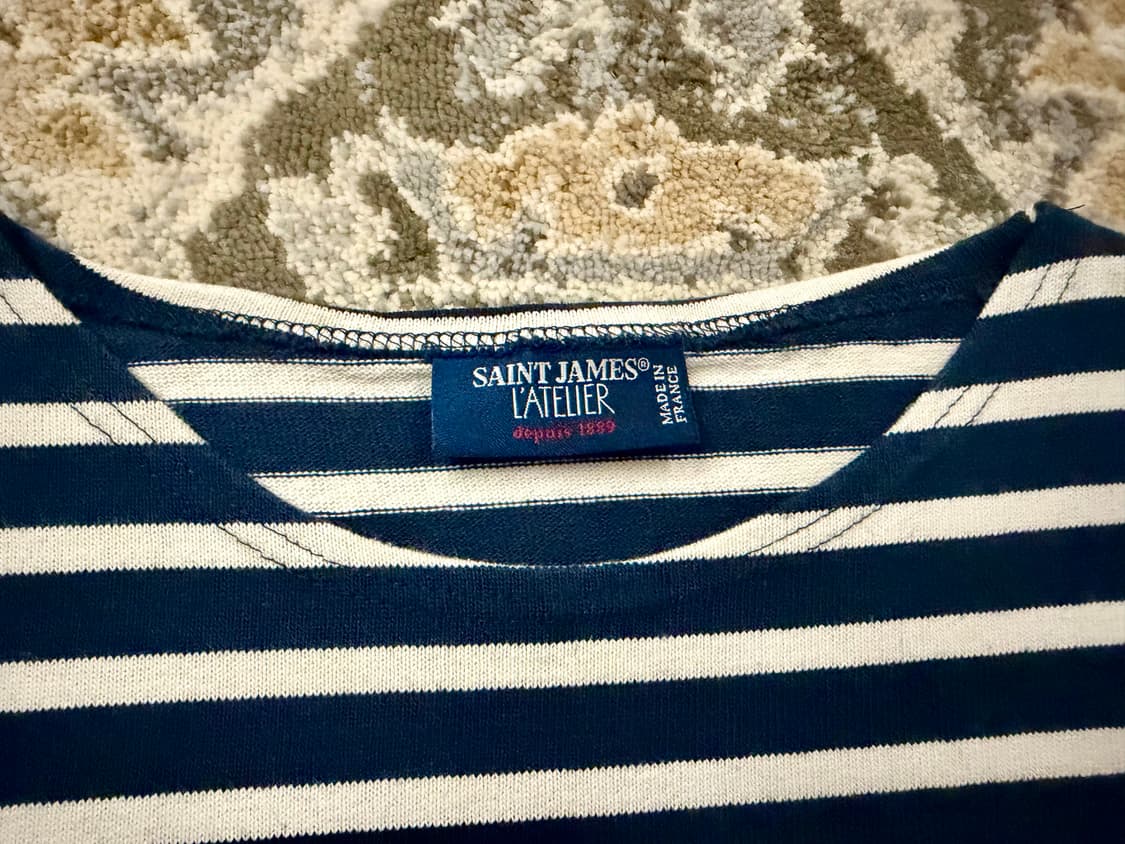 SAINT JAMES®
L'ATELIER
depuis 1889
MADE IN
FRANCE